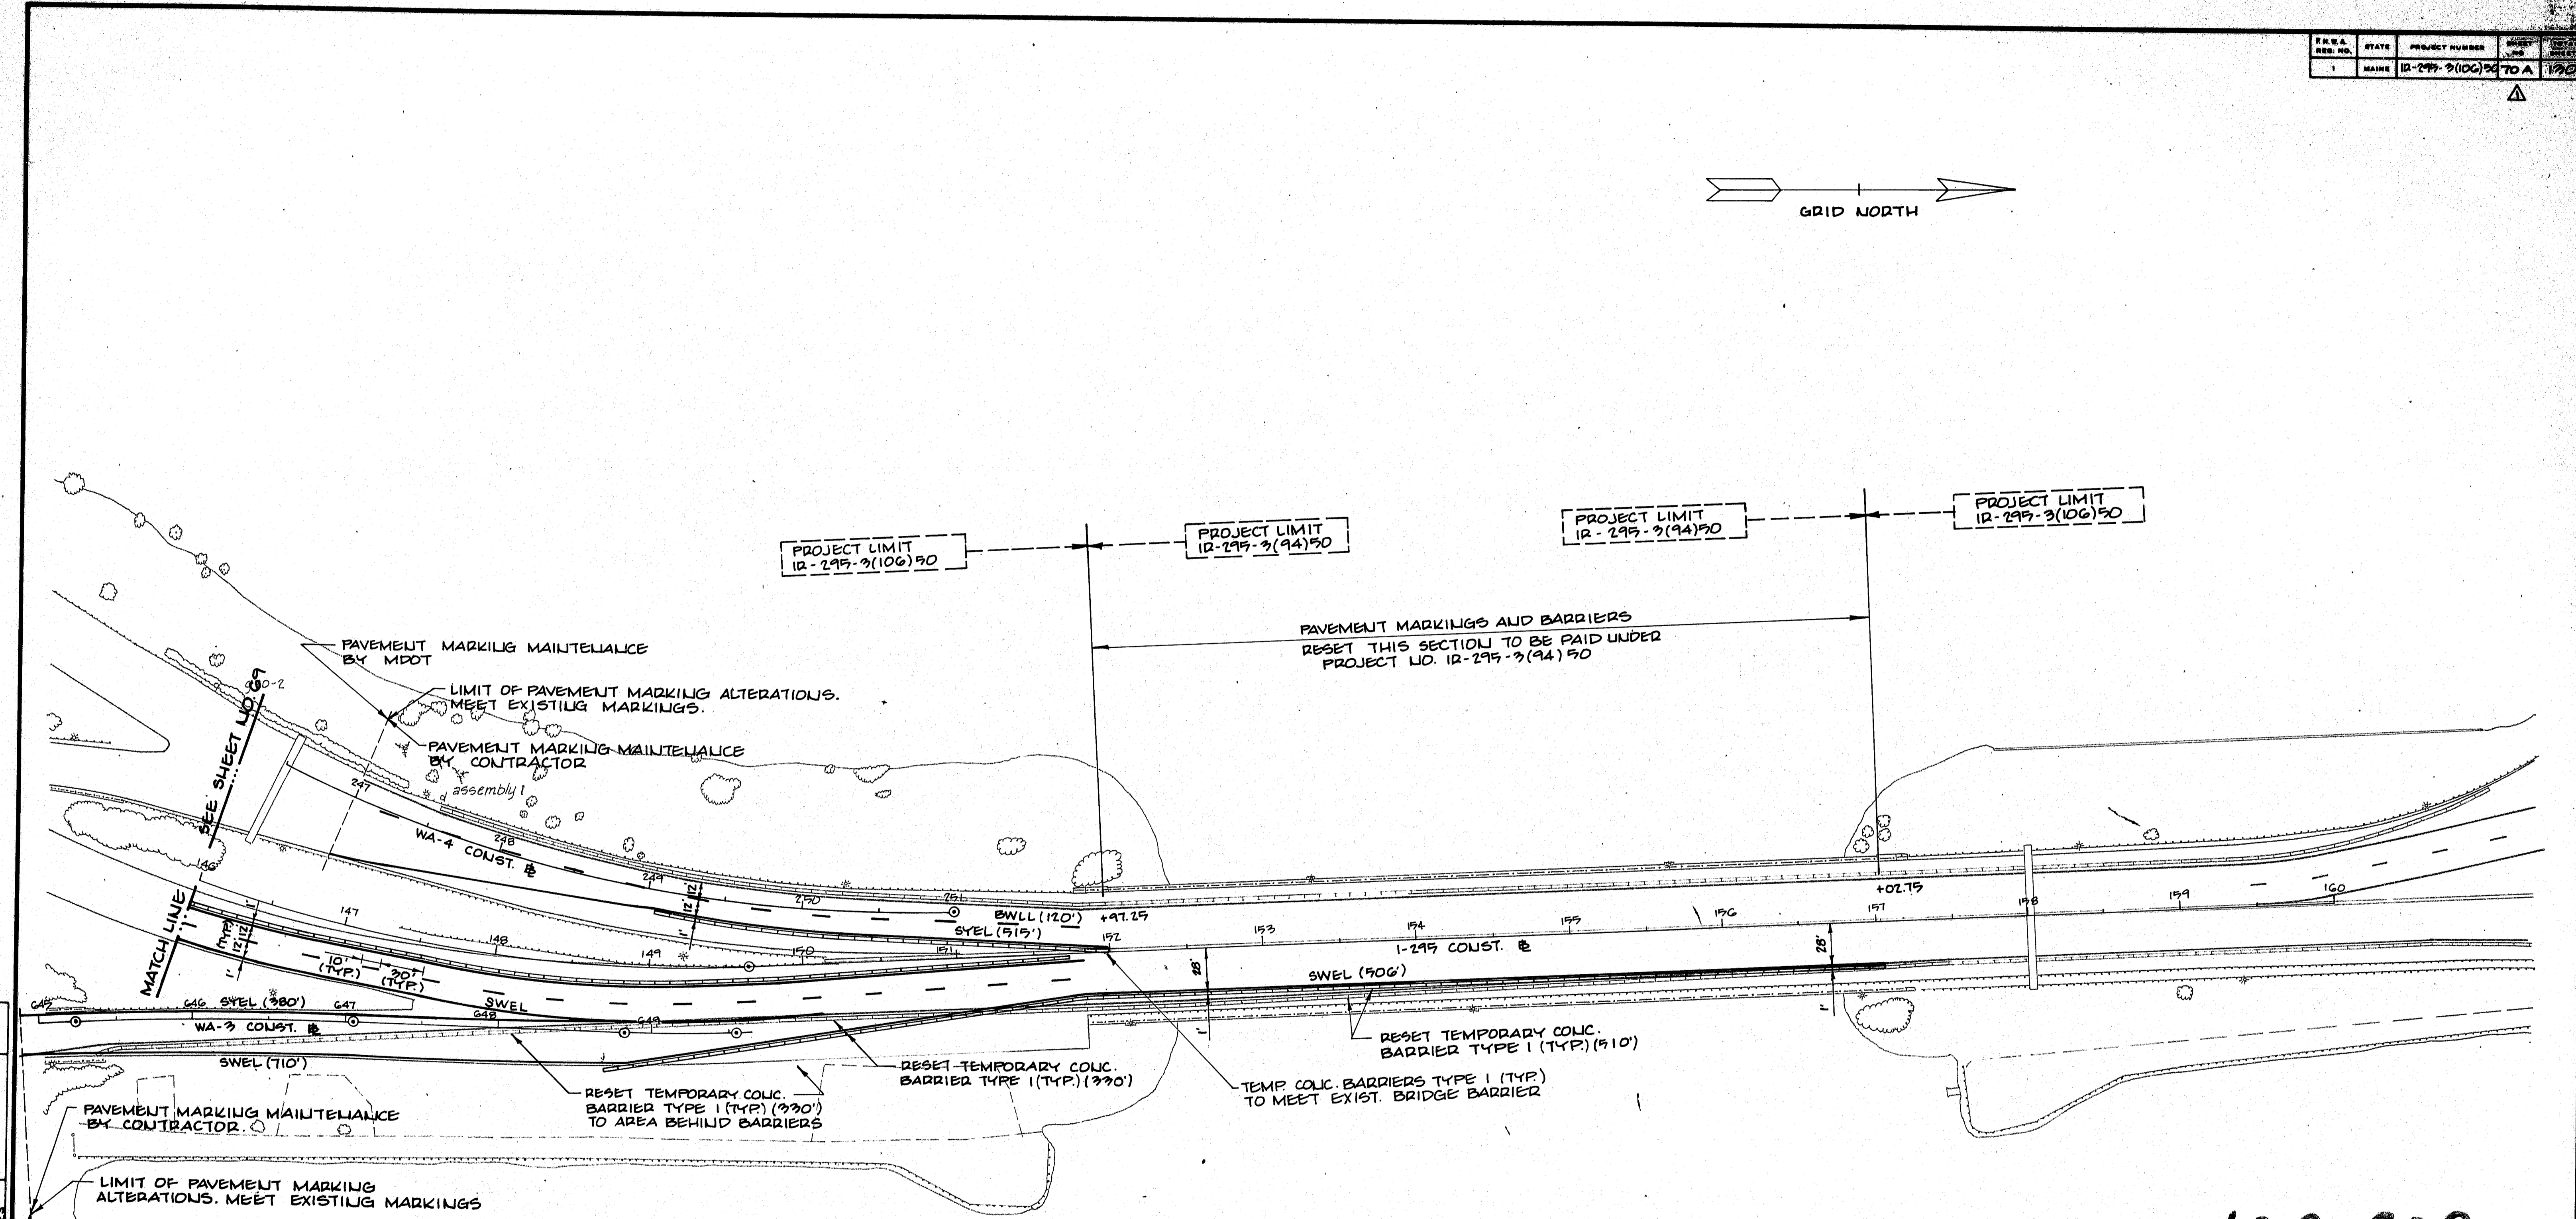 F.H.W.A. REG. NO. STATE PROJECT NUMBER SHEET NO
1 MAINE IR-295-3(106)50 70 A 130
1
GRID NORTH
PROJECT LIMIT
IR-295-3(106)50
PROJECT LIMIT
IR-295-3(94)50
PROJECT LIMIT
IR-295-3(94)50
PROJECT LIMIT
IR-295-3(106)50
PAVEMENT MARKINGS AND BARRIERS
RESET THIS SECTION TO BE PAID UNDER
PROJECT NO. IR-295-3(94)50
PAVEMENT MARKING MAINTENANCE
BY MDOT
LIMIT OF PAVEMENT MARKING ALTERATIONS.
MEET EXISTING MARKINGS.
PAVEMENT MARKING MAINTENANCE
BY CONTRACTOR
assembly 1
SEE SHEET NO. 69
MATCH LINE
WA-4 CONST. ℄
247
248
249
250
251
12'
12'
1'
BWLL (120')
+97.25
SYEL (515')
+02.75
146
147
148
149
150
151
152
153
154
155
156
157
158
159
160
I-295 CONST. ℄
28'
1'
28'
1'
SWEL (506')
1'
12' 12'
(TYP.)
1'
10'
(TYP.)
30'
(TYP.)
SWEL
645
646
SYEL (380')
647
648
649
WA-3 CONST. ℄
SWEL (710')
RESET TEMPORARY CONC.
BARRIER TYPE I (TYP.) (510')
RESET TEMPORARY CONC.
BARRIER TYPE I (TYP.) (330')
TEMP. CONC. BARRIERS TYPE I (TYP.)
TO MEET EXIST. BRIDGE BARRIER
RESET TEMPORARY CONC.
BARRIER TYPE I (TYP.) (330')
TO AREA BEHIND BARRIERS
PAVEMENT MARKING MAINTENANCE
BY CONTRACTOR.
LIMIT OF PAVEMENT MARKING
ALTERATIONS. MEET EXISTING MARKINGS